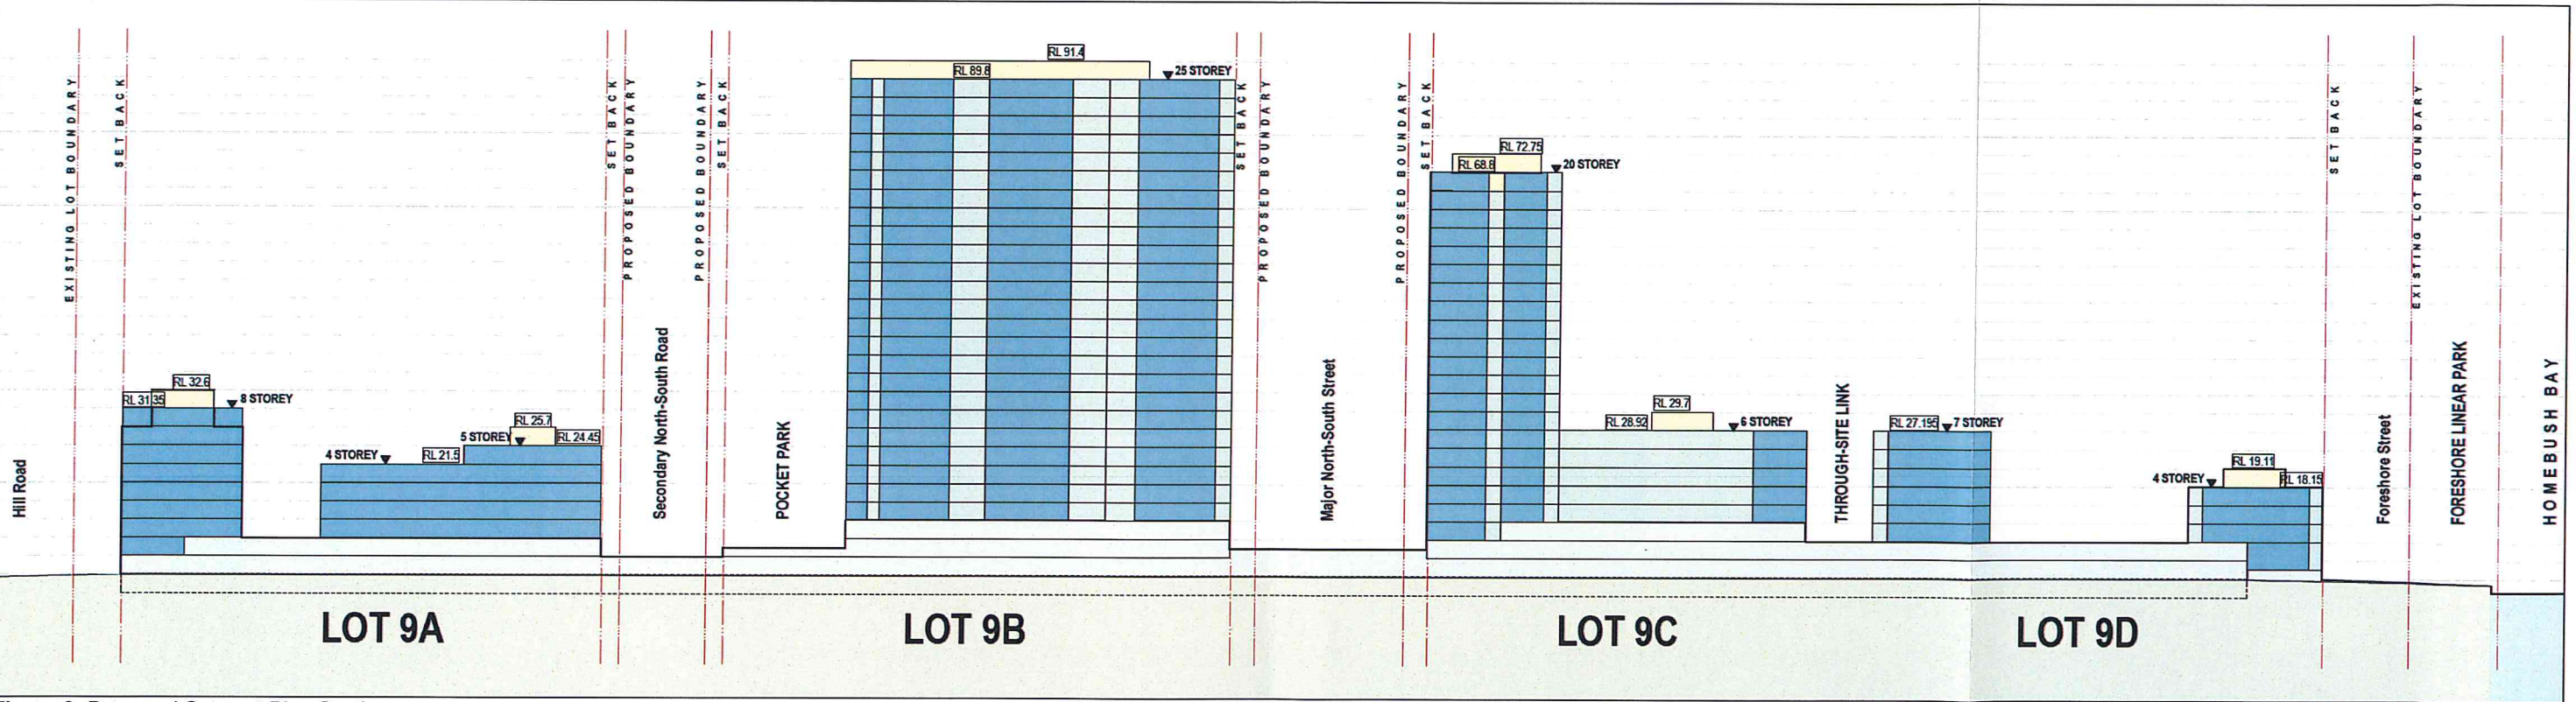 Hill Road
EXISTING LOT BOUNDARY
SET BACK
RL 31.35
RL 32.6
8 STOREY
4 STOREY
RL 21.5
5 STOREY
RL 25.7
RL 24.45
SET BACK
PROPOSED BOUNDARY
Secondary North-South Road
PROPOSED BOUNDARY
SET BACK
POCKET PARK
RL 89.8
RL 91.4
25 STOREY
SET BACK
PROPOSED BOUNDARY
Major North-South Street
PROPOSED BOUNDARY
SET BACK
RL 68.8
RL 72.75
20 STOREY
RL 28.92
RL 29.7
6 STOREY
THROUGH-SITE LINK
RL 27.195
7 STOREY
4 STOREY
RL 19.11
RL 18.15
SET BACK
Foreshore Street
EXISTING LOT BOUNDARY
FORESHORE LINEAR PARK
HOMEBUSH BAY
LOT 9A
LOT 9B
LOT 9C
LOT 9D